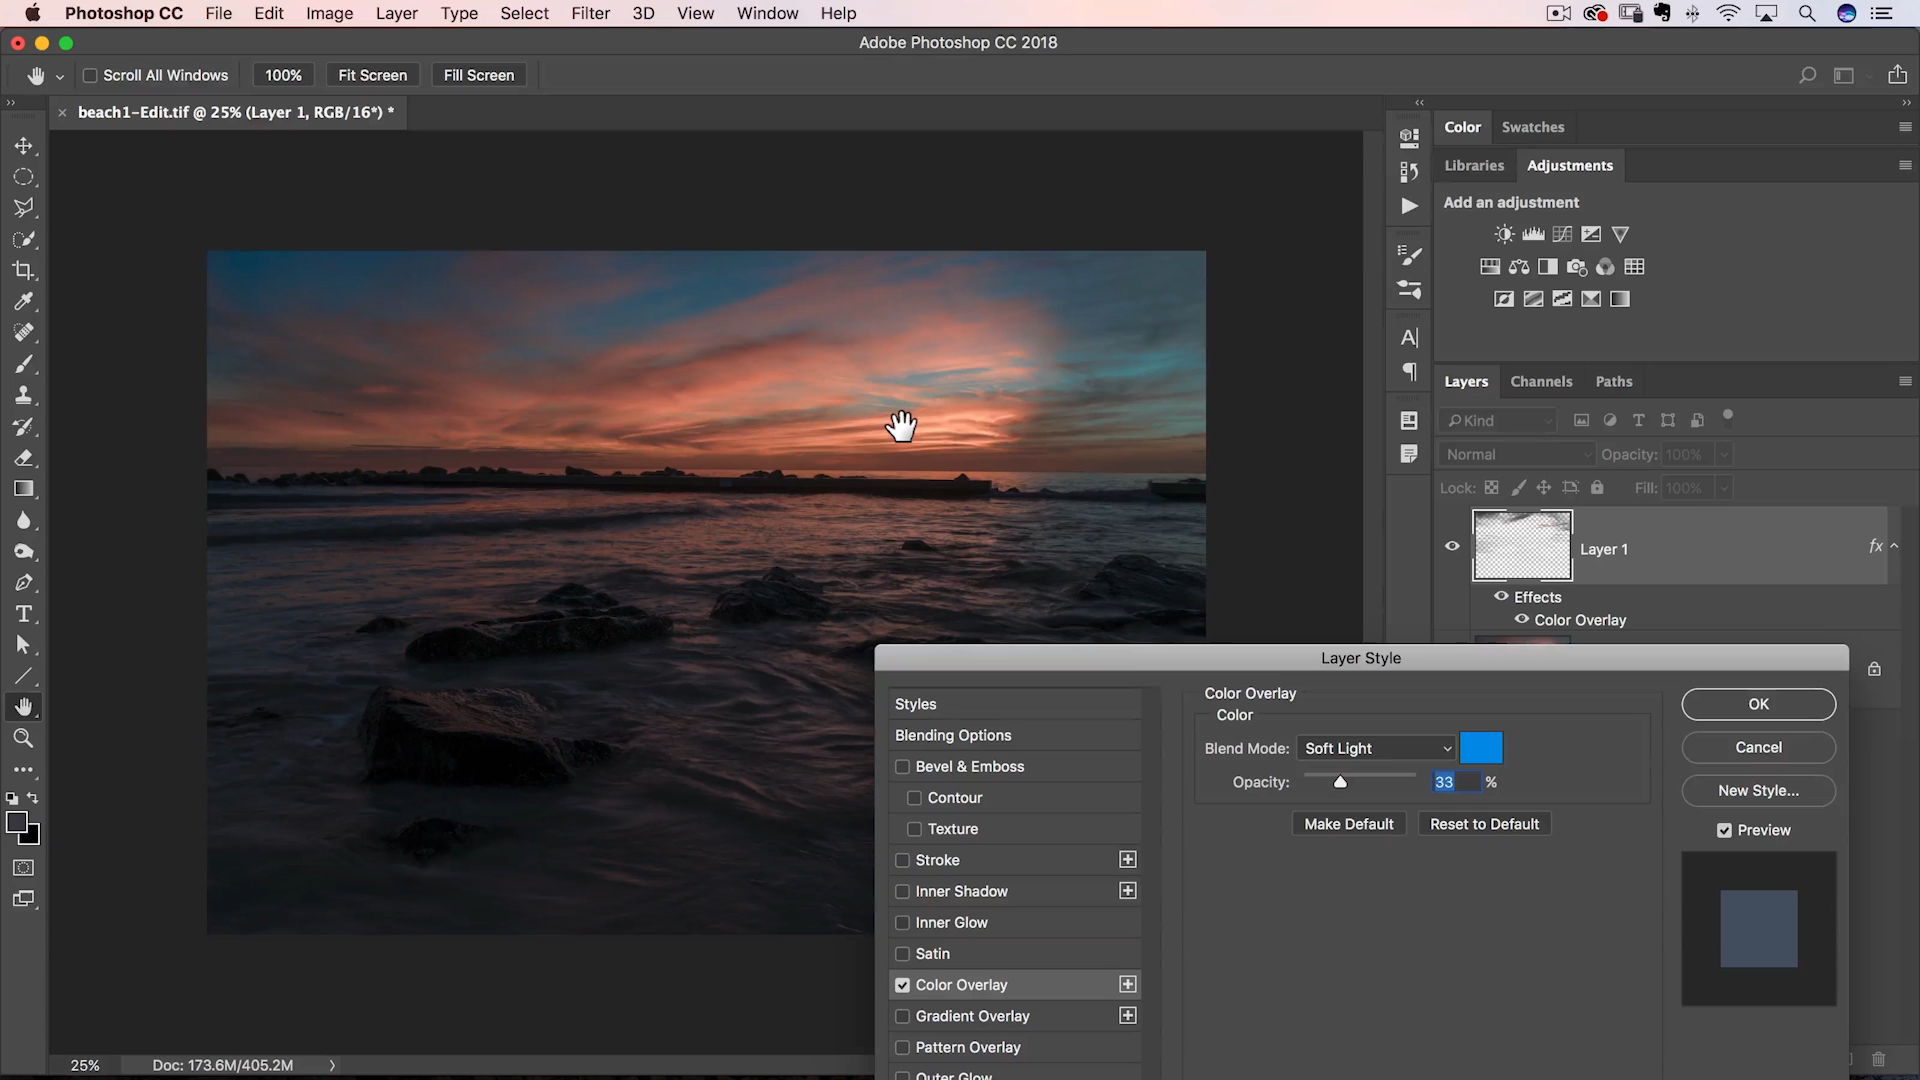 Photoshop CC File Edit Image Layer Type Select Filter 3D View Window Help
Adobe Photoshop CC 2018
Scroll All Windows 100% Fit Screen Fill Screen
beach1-Edit.tif @ 25% (Layer 1, RGB/16*) *
Color Swatches
Libraries Adjustments
Add an adjustment
Layers Channels Paths
Kind
Normal Opacity: 100%
Lock: Fill: 100%
Layer 1 fx
Effects
Color Overlay
Layer Style
Styles
Blending Options
Bevel & Emboss
Contour
Texture
Stroke
Inner Shadow
Inner Glow
Satin
Color Overlay
Gradient Overlay
Pattern Overlay
Outer Glow
Color Overlay
Color
Blend Mode: Soft Light
Opacity: 33 %
Make Default Reset to Default
OK
Cancel
New Style...
Preview
25% Doc: 173.6M/405.2M